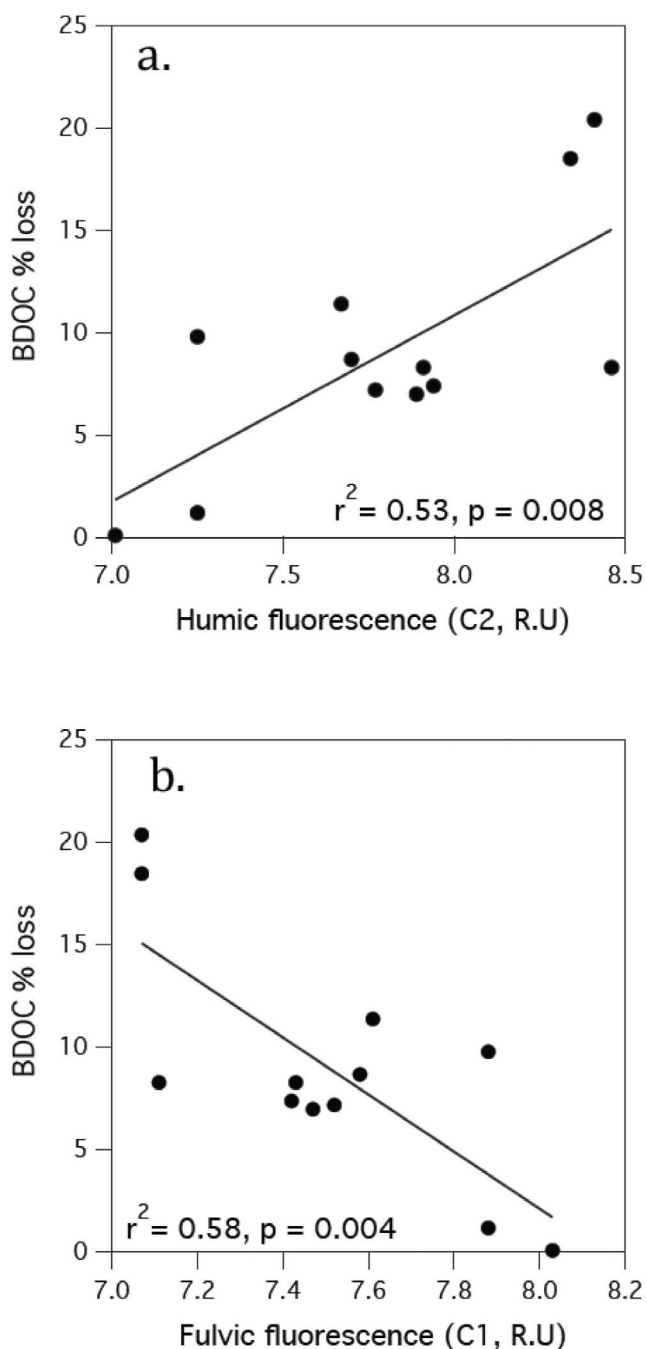 a.
25
20
15
10
5
0
BDOC % loss
r2 = 0.53, p = 0.008
7.0 7.5 8.0 8.5
Humic fluorescence (C2, R.U)
b.
25
20
15
10
5
0
BDOC % loss
r2 = 0.58, p = 0.004
7.0 7.2 7.4 7.6 7.8 8.0 8.2
Fulvic fluorescence (C1, R.U)